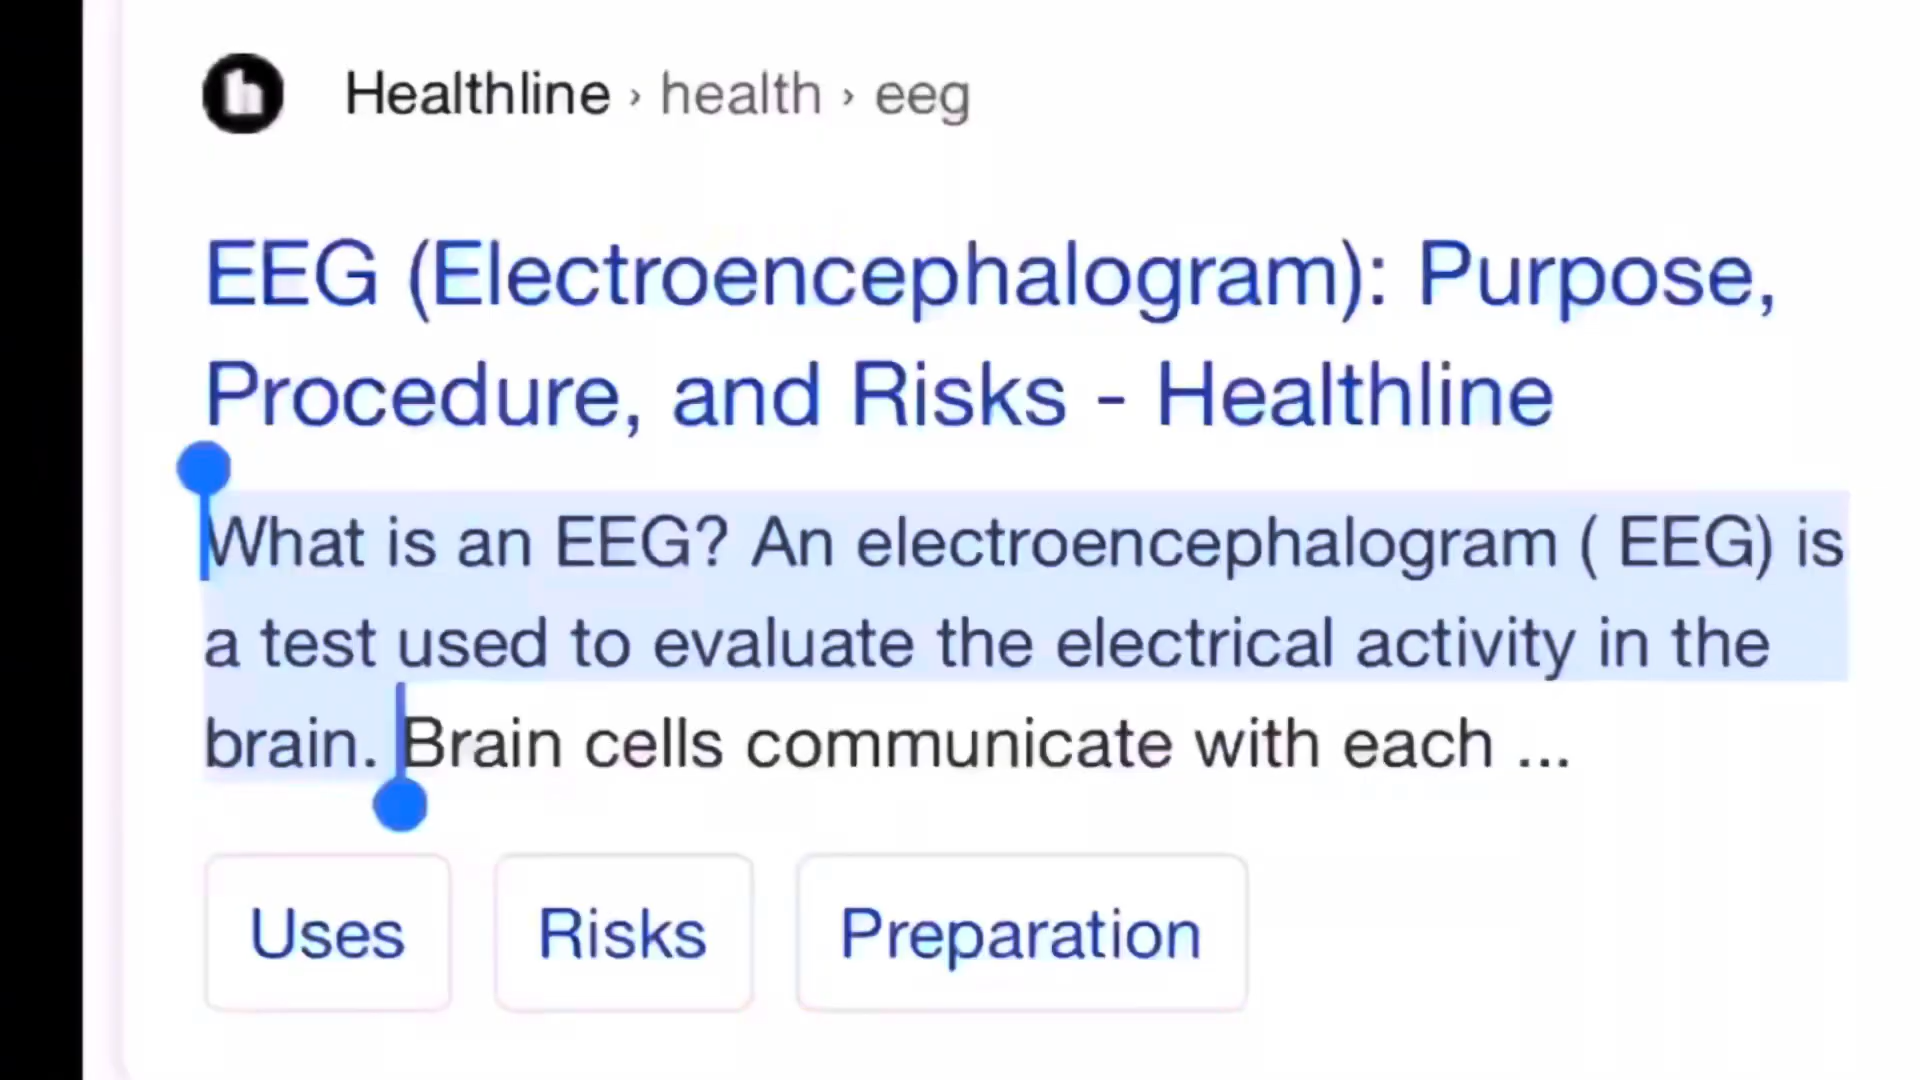 Healthline › health › eeg
EEG (Electroencephalogram): Purpose,
Procedure, and Risks - Healthline
What is an EEG? An electroencephalogram ( EEG) is
a test used to evaluate the electrical activity in the
brain. Brain cells communicate with each ...
Uses Risks Preparation